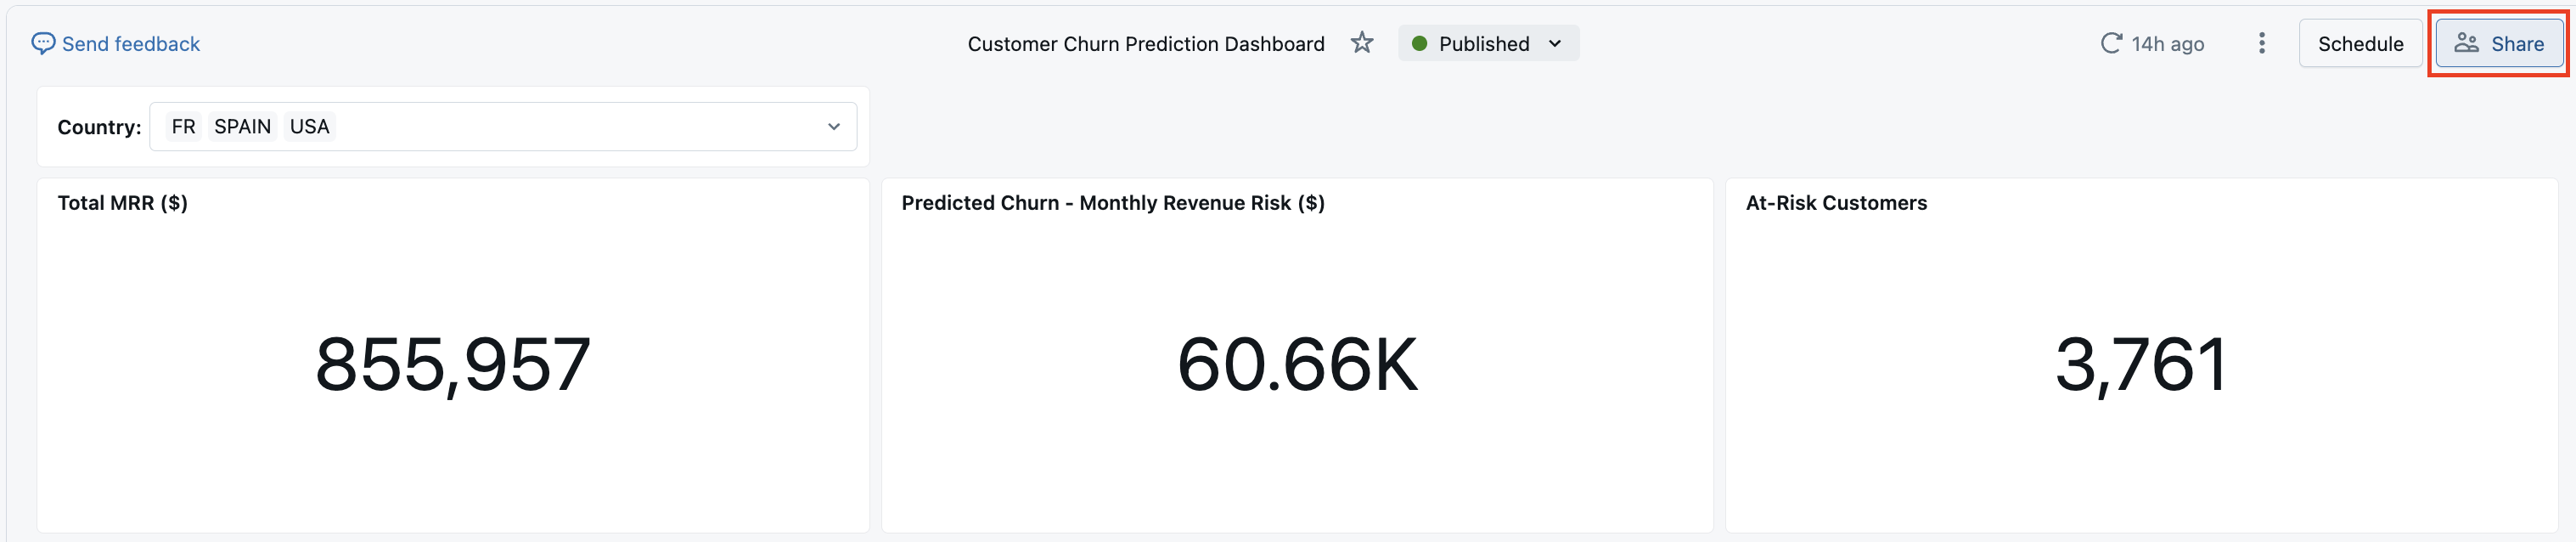 Send feedback
Customer Churn Prediction Dashboard
Published
14h ago
Schedule
Share
Country: FR SPAIN USA
Total MRR ($)
Predicted Churn - Monthly Revenue Risk ($)
At-Risk Customers
855,957
60.66K
3,761